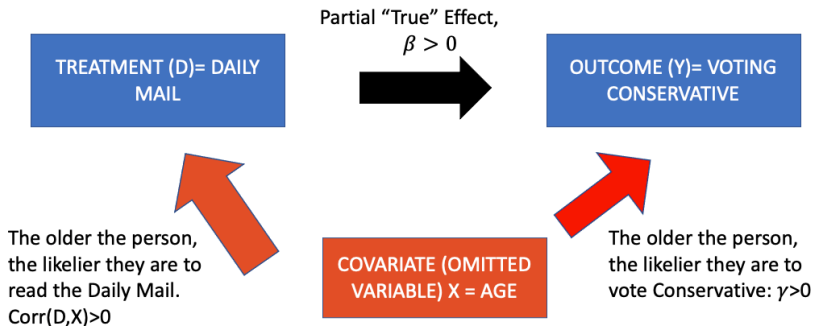 Partial “True” Effect,
β > 0
TREATMENT (D)= DAILY
MAIL
OUTCOME (Y)= VOTING
CONSERVATIVE
The older the person,
the likelier they are to
read the Daily Mail.
Corr(D,X)>0
COVARIATE (OMITTED
VARIABLE) X = AGE
The older the person,
the likelier they are to
vote Conservative: γ>0